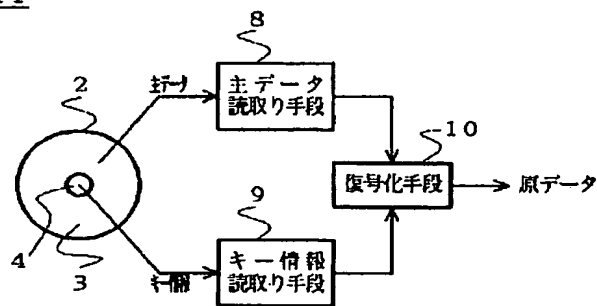 8
2
主データ
主データ
読取り手段
10
復号化手段
原データ
9
4
3
キー情報
キー情報
読取り手段